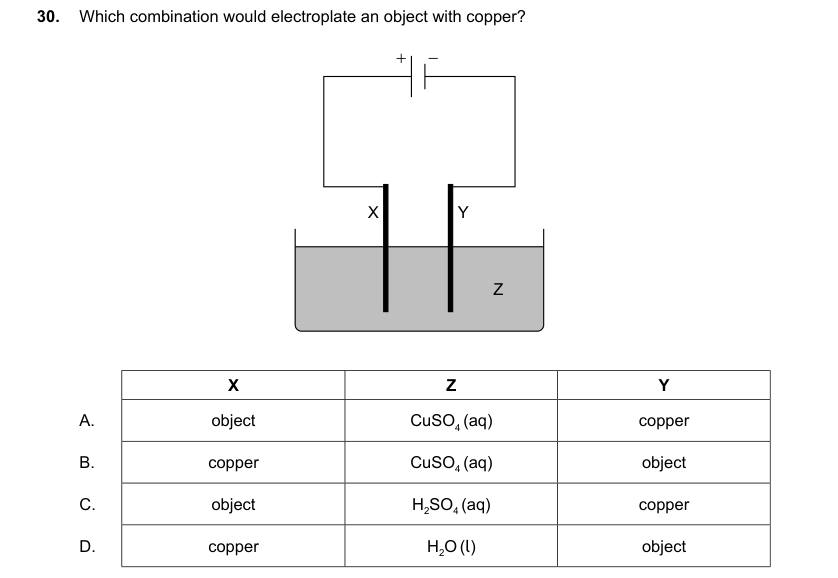 30. Which combination would electroplate an object with copper?
+ −
X Y
Z
X Z Y
A. object CuSO₄ (aq) copper
B. copper CuSO₄ (aq) object
C. object H₂SO₄ (aq) copper
D. copper H₂O (l) object